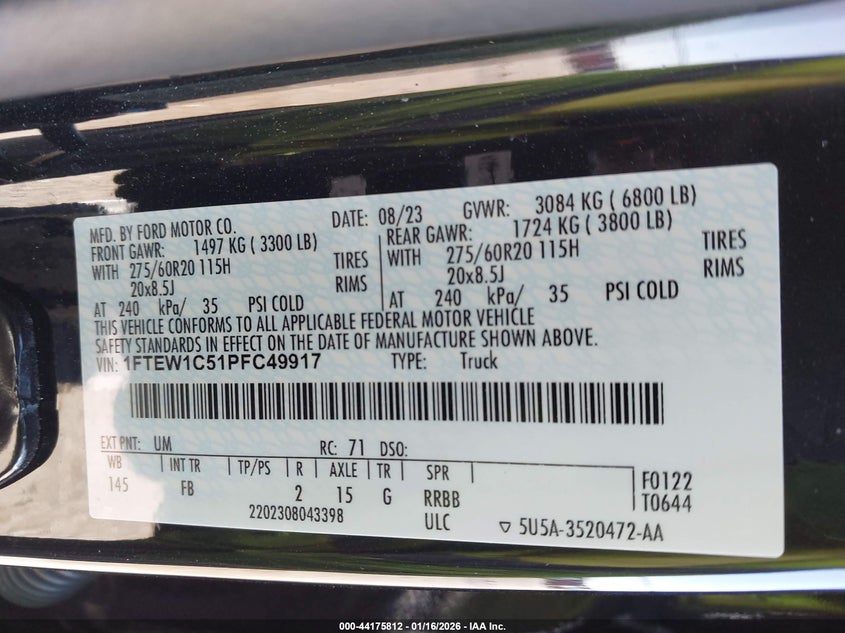 MFD. BY FORD MOTOR CO. DATE: 08/23 GVWR: 3084 KG ( 6800 LB)
FRONT GAWR: 1497 KG ( 3300 LB) REAR GAWR: 1724 KG ( 3800 LB)
WITH 275/60R20 115H TIRES WITH 275/60R20 115H TIRES
20x8.5J RIMS 20x8.5J RIMS
AT 240 kPa/ 35 PSI COLD AT 240 kPa/ 35 PSI COLD
THIS VEHICLE CONFORMS TO ALL APPLICABLE FEDERAL MOTOR VEHICLE
SAFETY STANDARDS IN EFFECT ON THE DATE OF MANUFACTURE SHOWN ABOVE.
VIN: 1FTEW1C51PFC49917 TYPE: Truck
EXT PNT: UM RC: 71 DSO:
WB INT TR TP/PS R AXLE TR SPR F0122
145 FB 2 15 G RRBB T0644
2202308043398 ULC 5U5A-3520472-AA
000-44175812 - 01/16/2026 - IAA Inc.